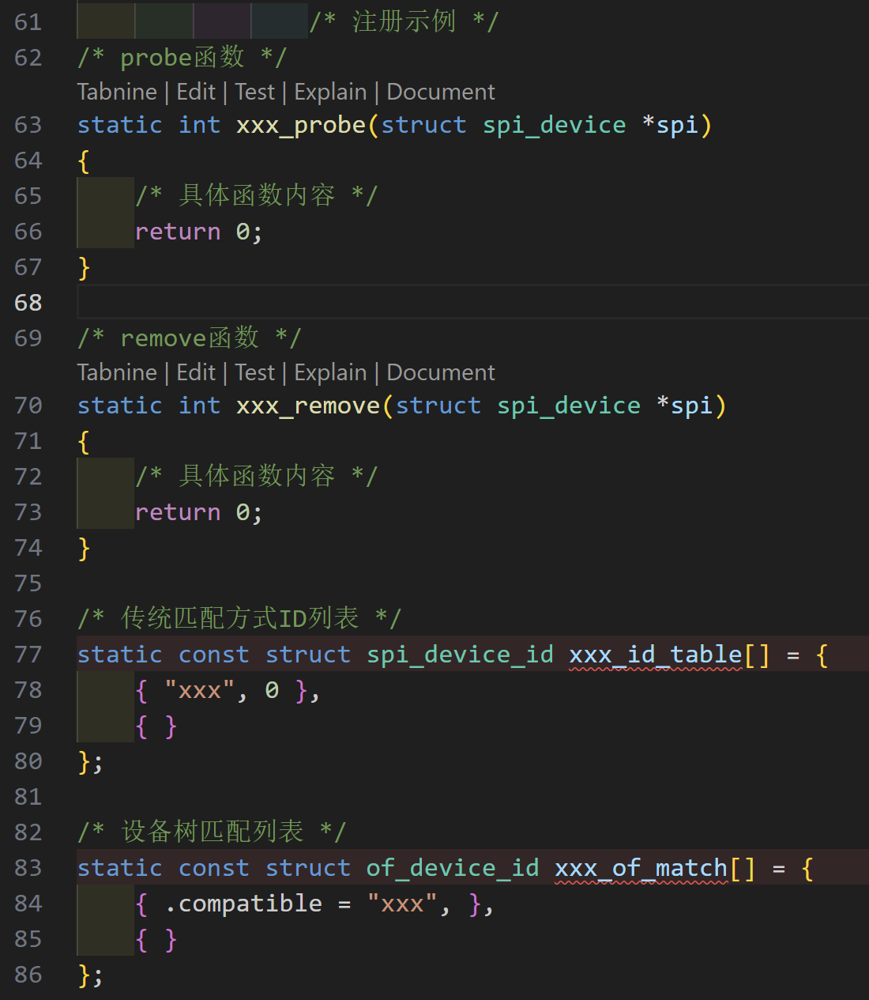 61 /* 注册示例 */
62 /* probe函数 */
Tabnine | Edit | Test | Explain | Document
63 static int xxx_probe(struct spi_device *spi)
64 {
65 /* 具体函数内容 */
66 return 0;
67 }
68
69 /* remove函数 */
Tabnine | Edit | Test | Explain | Document
70 static int xxx_remove(struct spi_device *spi)
71 {
72 /* 具体函数内容 */
73 return 0;
74 }
75
76 /* 传统匹配方式ID列表 */
77 static const struct spi_device_id xxx_id_table[] = {
78 { "xxx", 0 },
79 { }
80 };
81
82 /* 设备树匹配列表 */
83 static const struct of_device_id xxx_of_match[] = {
84 { .compatible = "xxx", },
85 { }
86 };